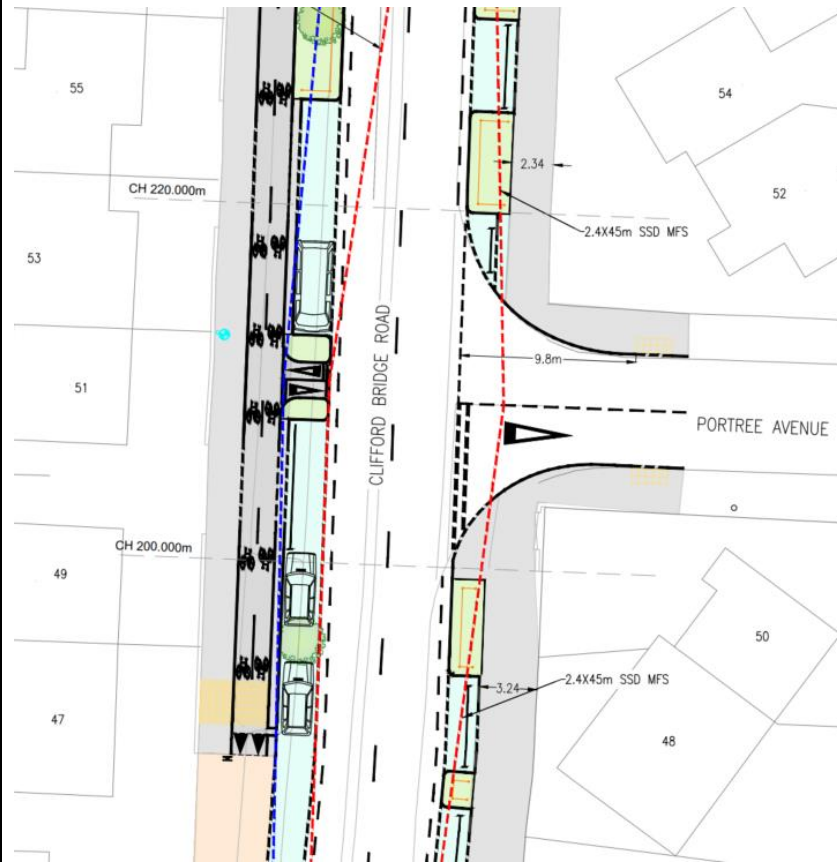 55
54
2.34
52
CH 220.000m
2.4X45m SSD MFS
53
CLIFFORD BRIDGE ROAD
9.8m
51
PORTREE AVENUE
CH 200.000m
49
50
2.4X45m SSD MFS
3.24
47
48